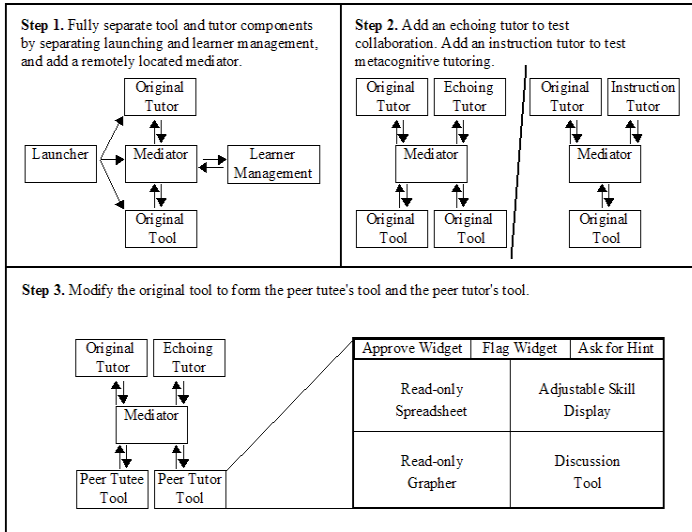 Step 1. Fully separate tool and tutor components
by separating launching and learner management,
and add a remotely located mediator.
Original
Tutor
Launcher
Mediator
Learner
Management
Original
Tool
Step 2. Add an echoing tutor to test
collaboration. Add an instruction tutor to test
metacognitive tutoring.
Original
Tutor
Echoing
Tutor
Mediator
Original
Tool
Original
Tool
Original
Tutor
Instruction
Tutor
Mediator
Original
Tool
Step 3. Modify the original tool to form the peer tutee's tool and the peer tutor's tool.
Original
Tutor
Echoing
Tutor
Mediator
Peer Tutee
Tool
Peer Tutor
Tool
Approve Widget
Flag Widget
Ask for Hint
Read-only
Spreadsheet
Adjustable Skill
Display
Read-only
Grapher
Discussion
Tool